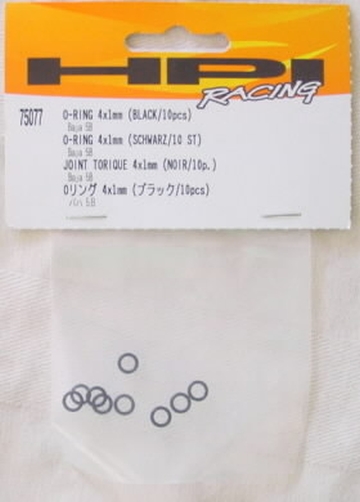 HPI
RACING
75077 O-RING 4x1mm (BLACK/10pcs)
Baja 5B
O-RING 4x1mm (SCHWARZ/10 ST)
Baja 5B
JOINT TORIQUE 4x1mm (NOIR/10p.)
Baja 5B
Oリング 4x1mm (ブラック/10pcs)
バハ 5B